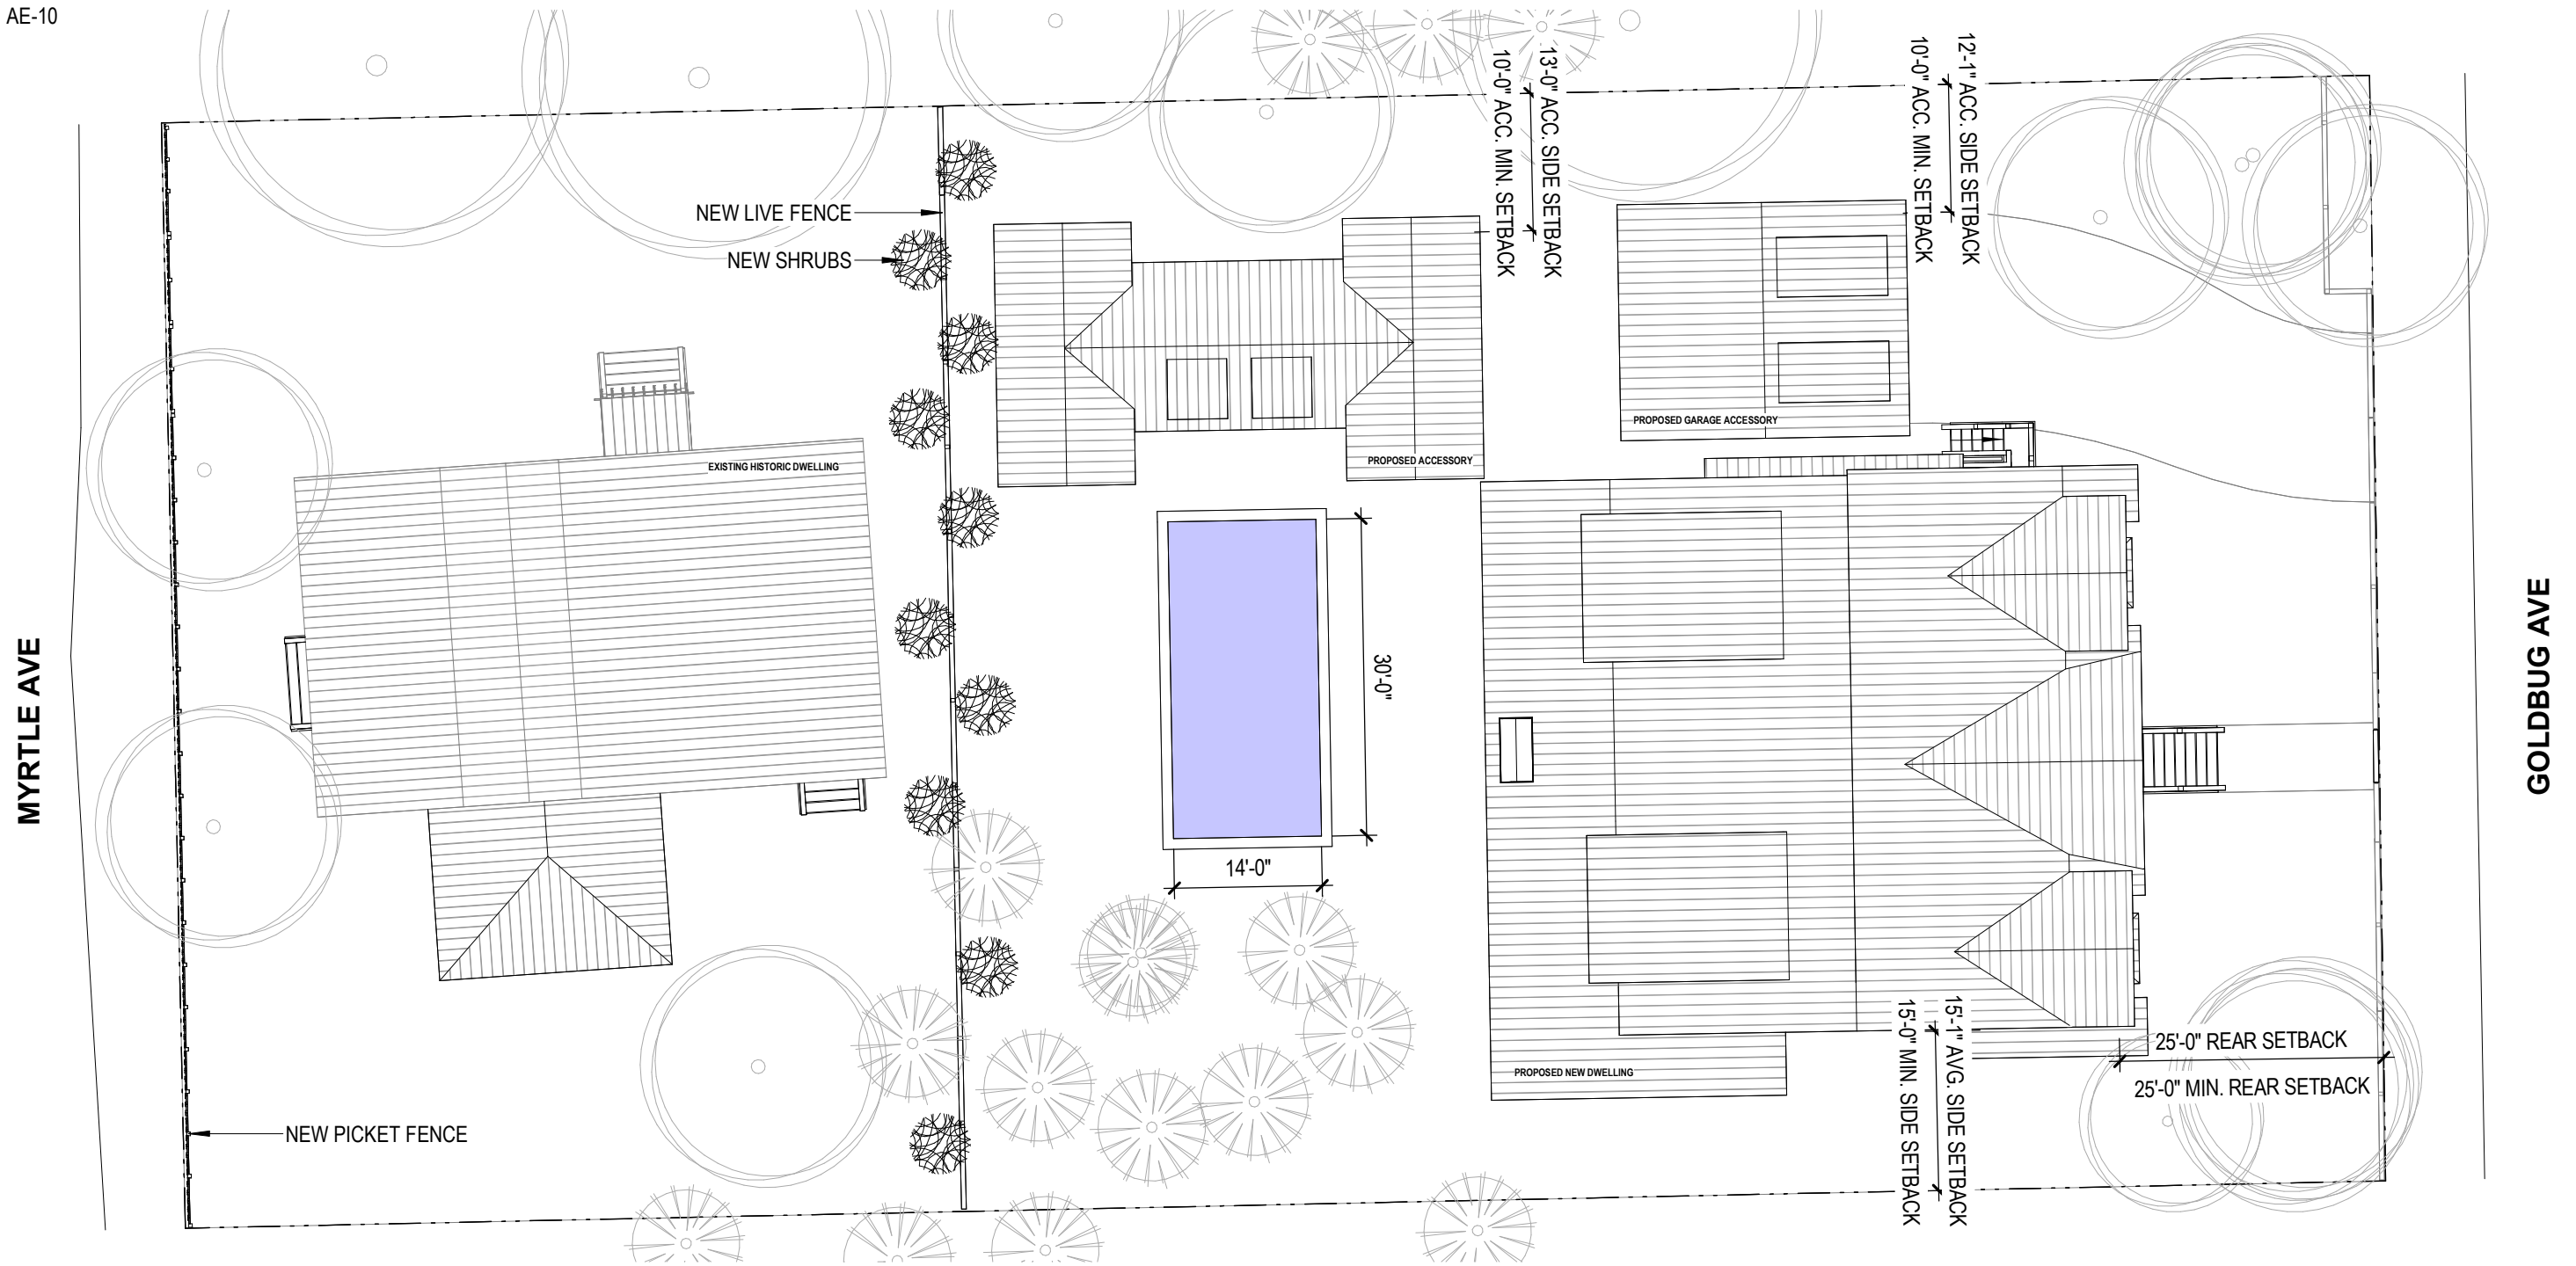 AE-10
13'-0" ACC. SIDE SETBACK
10'-0" ACC. MIN. SETBACK
12'-1" ACC. SIDE SETBACK
10'-0" ACC. MIN. SETBACK
NEW LIVE FENCE
NEW SHRUBS
PROPOSED GARAGE ACCESSORY
PROPOSED ACCESSORY
EXISTING HISTORIC DWELLING
MYRTLE AVE
GOLDBUG AVE
30'-0"
14'-0"
15'-1" AVG. SIDE SETBACK
15'-0" MIN. SIDE SETBACK
25'-0" REAR SETBACK
25'-0" MIN. REAR SETBACK
PROPOSED NEW DWELLING
NEW PICKET FENCE